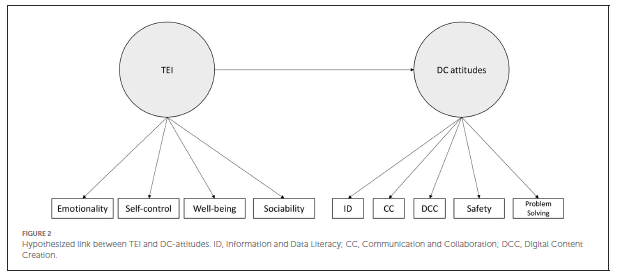 TEI
DC attitudes
Emotionality
Self-control
Well-being
Sociability
ID
CC
DCC
Safety
Problem
Solving
FIGURE 2
Hypothesized link between TEI and DC-attitudes. ID, Information and Data Literacy; CC, Communication and Collaboration; DCC, Digital Content
Creation.